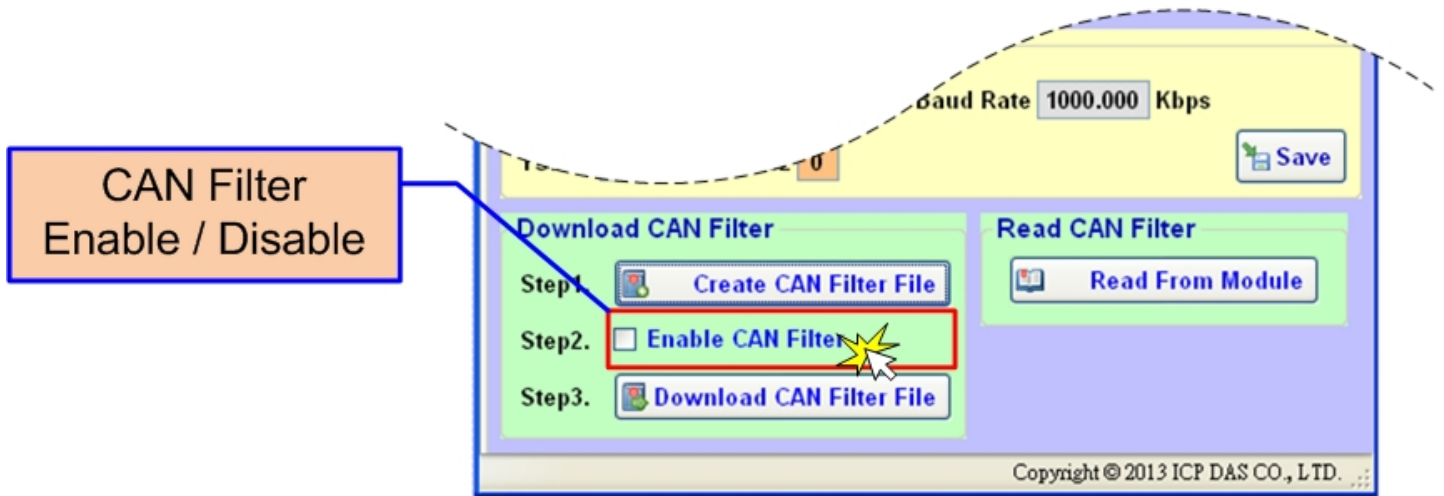 Baud Rate 1000.000 Kbps
0
Save
CAN Filter
Enable / Disable
Download CAN Filter
Read CAN Filter
Step1. Create CAN Filter File
Read From Module
Step2. Enable CAN Filter
Step3. Download CAN Filter File
Copyright © 2013 ICP DAS CO., LTD.